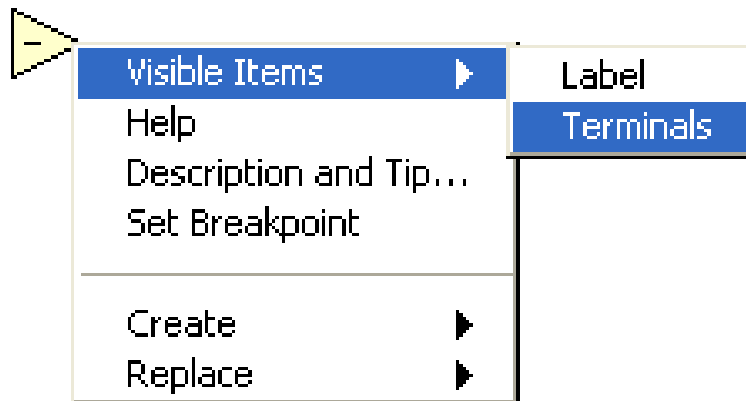 Visible Items
Label
Terminals
Help
Description and Tip...
Set Breakpoint
Create
Replace